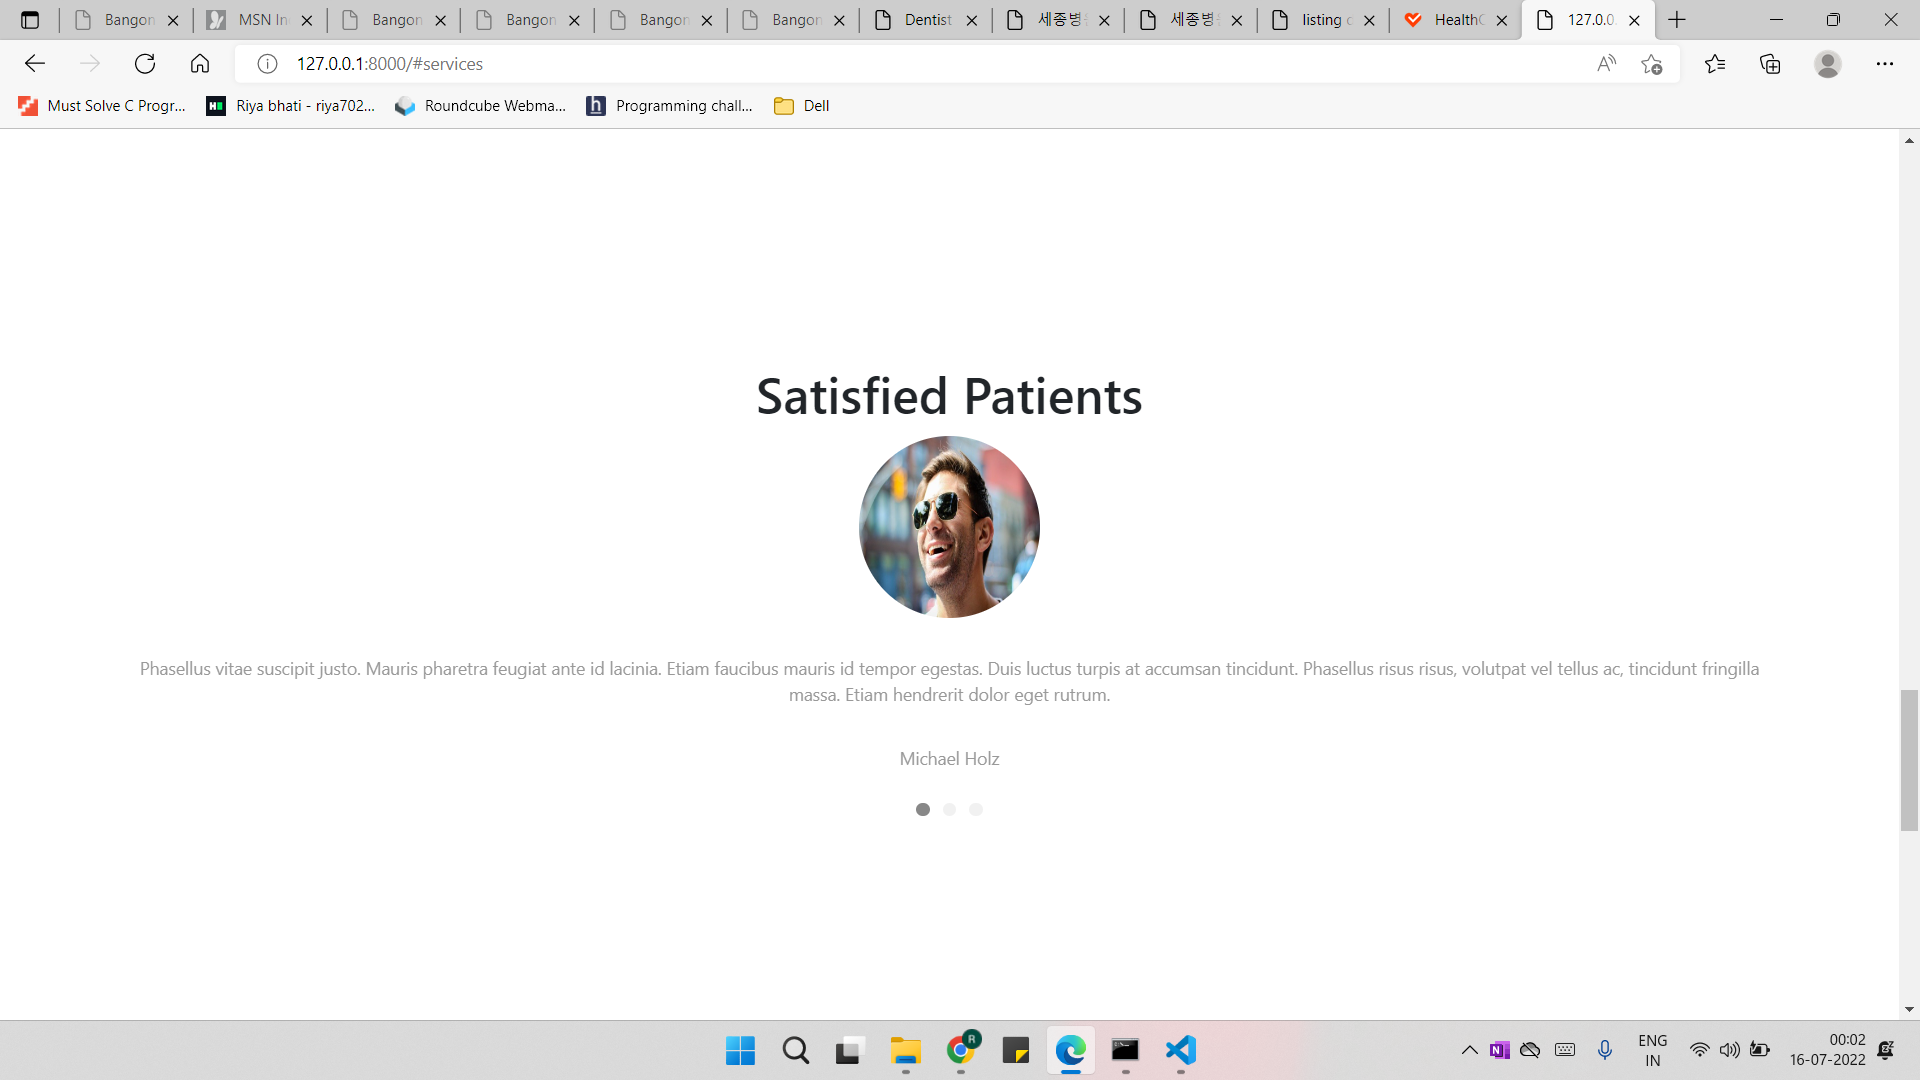 Bangon
MSN In
Bangon
Bangon
Bangon
Bangon
Dentist
세종병
세종병
listing
Health
127.0.0.
127.0.0.1:8000/#services
Must Solve C Progr...
Riya bhati - riya702...
Roundcube Webma...
Programming chall...
Dell
Satisfied Patients
Phasellus vitae suscipit justo. Mauris pharetra feugiat ante id lacinia. Etiam faucibus mauris id tempor egestas. Duis luctus turpis at accumsan tincidunt. Phasellus risus risus, volutpat vel tellus ac, tincidunt fringilla
massa. Etiam hendrerit dolor eget rutrum.
Michael Holz
R
ENG
IN
00:02
16-07-2022